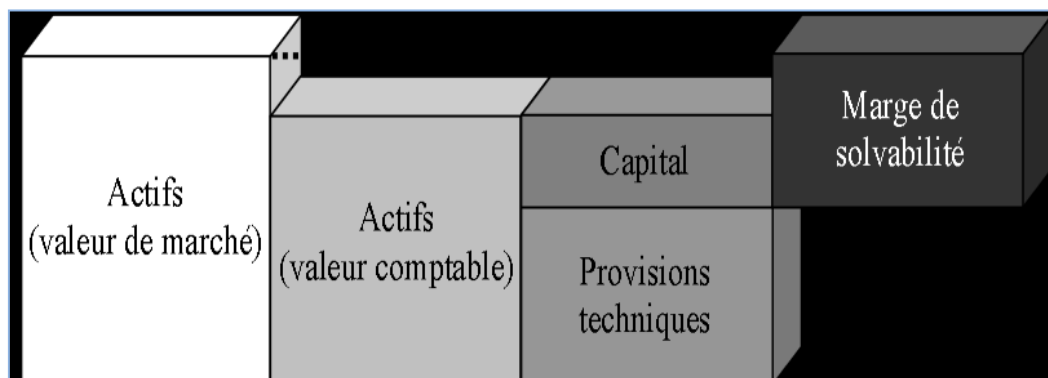 Actifs
(valeur de marché)
Actifs
(valeur comptable)
Capital
Provisions
techniques
Marge de
solvabilité